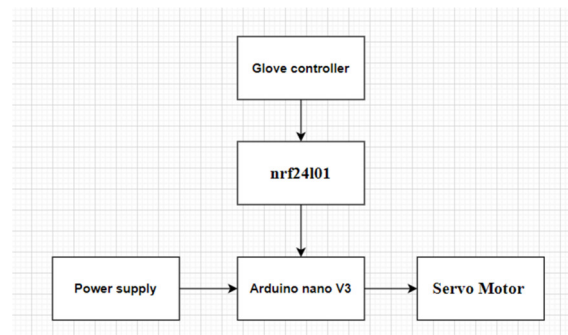 Glove controller
nrf24l01
Power supply
Arduino nano V3
Servo Motor